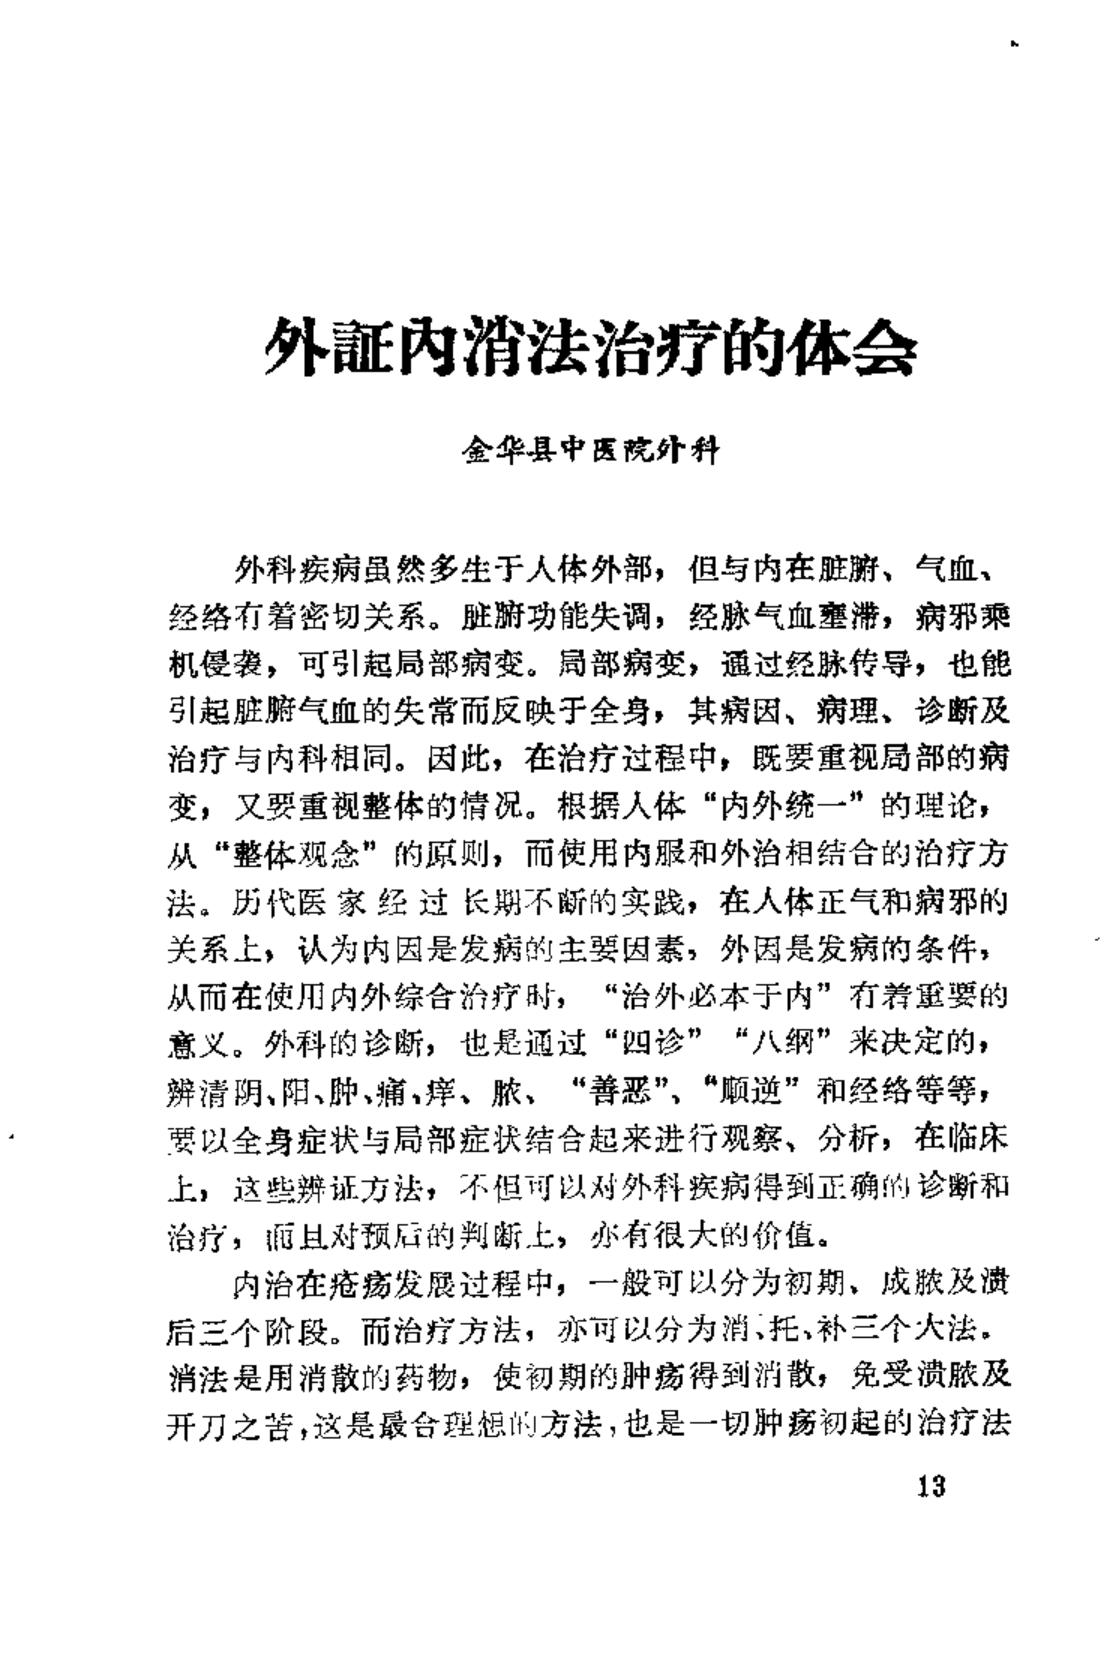 外証内消法治疗的体会
金华县中医院外科
外科疾病虽然多生于人体外部，但与内在脏腑、气血、
经络有着密切关系。脏腑功能失调，经脉气血壅滞，病邪乘
机侵袭，可引起局部病变。局部病变，通过经脉传导，也能
引起脏腑气血的失常而反映于全身，其病因、病理、诊断及
治疗与内科相同。因此，在治疗过程中，既要重视局部的病
变，又要重视整体的情况。根据人体“内外统一”的理论，
从“整体观念”的原则，而使用内服和外治相结合的治疗方
法。历代医家经过长期不断的实践，在人体正气和病邪的
关系上，认为内因是发病的主要因素，外因是发病的条件，
从而在使用内外综合治疗时，“治外必本于内”有着重要的
意义。外科的诊断，也是通过“四诊”“八纲”来决定的，
辨清阴、阳、肿、痛、痒、脓、“善恶”、“顺逆”和经络等等，
要以全身症状与局部症状结合起来进行观察、分析，在临床
上，这些辨证方法，不但可以对外科疾病得到正确的诊断和
治疗，而且对预后的判断上，亦有很大的价值。
内治在疮疡发展过程中，一般可以分为初期、成脓及溃
后三个阶段。而治疗方法，亦可以分为消、托、补三个大法。
消法是用消散的药物，使初期的肿疡得到消散，免受溃脓及
开刀之苦，这是最合理想的方法，也是一切肿疡初起的治疗法
13